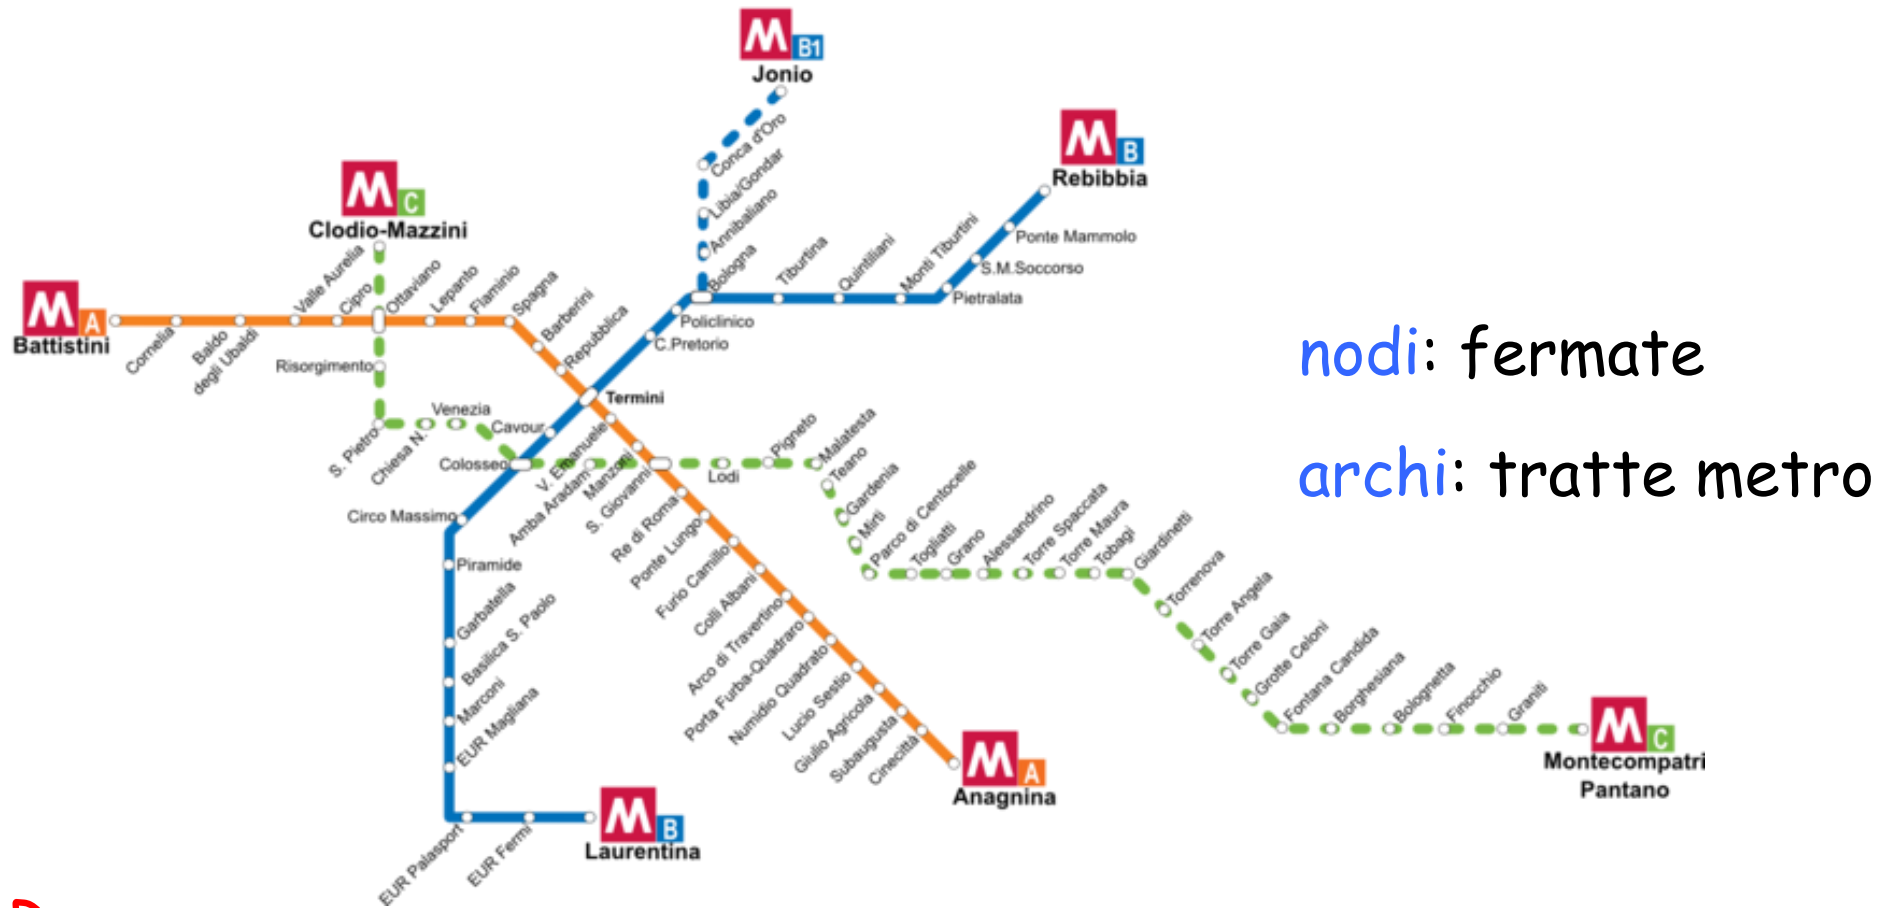 M B1
Jonio
Conca d'Oro
Libia/Gondar
Annibaliano
Bologna
M B
Rebibbia
Ponte Mammolo
S.M.Soccorso
Pietralata
Monti Tiburtini
Quintiliani
Tiburtina
Policlinico
C.Pretorio
M C
Clodio-Mazzini
M A
Battistini
Cornelia
Baldo
degli Ubaldi
Valle Aurelia
Cipro
Ottaviano
Lepanto
Flaminio
Spagna
Barberini
Repubblica
Termini
Risorgimento
S. Pietro
Chiesa N.
Venezia
Cavour
Colosseo
Circo Massimo
Piramide
Garbatella
Basilica S. Paolo
Marconi
EUR Magliana
EUR Palasport
EUR Fermi
M B
Laurentina
V. Emanuele
Amba Aradam
Manzoni
S. Giovanni
Re di Roma
Ponte Lungo
Furio Camillo
Colli Albani
Arco di Travertino
Porta Furba-Quadraro
Numidio Quadrato
Lucio Sestio
Giulio Agricola
Subaugusta
Cinecittà
M A
Anagnina
Lodi
Pigneto
Malatesta
Teano
Gardenia
Mirti
Parco di Centocelle
Togliatti
Grano
Alessandrino
Torre Spaccata
Torre Maura
Tobagi
Giardinetti
Torrenova
Torre Angela
Torre Gaia
Grotte Celoni
Fontana Candida
Borghesiana
Bolognetta
Finocchio
Graniti
M C
Montecompatri
Pantano
nodi: fermate
archi: tratte metro